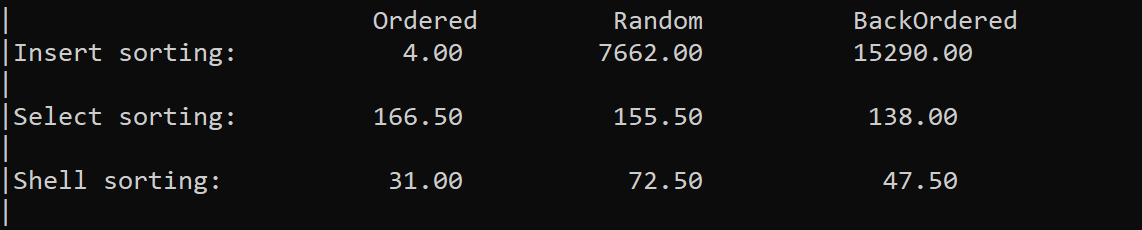 |                        Ordered         Random          BackOrdered
|Insert sorting:           4.00         7662.00          15290.00
|
|Select sorting:         166.50          155.50           138.00
|
|Shell sorting:           31.00           72.50            47.50
|